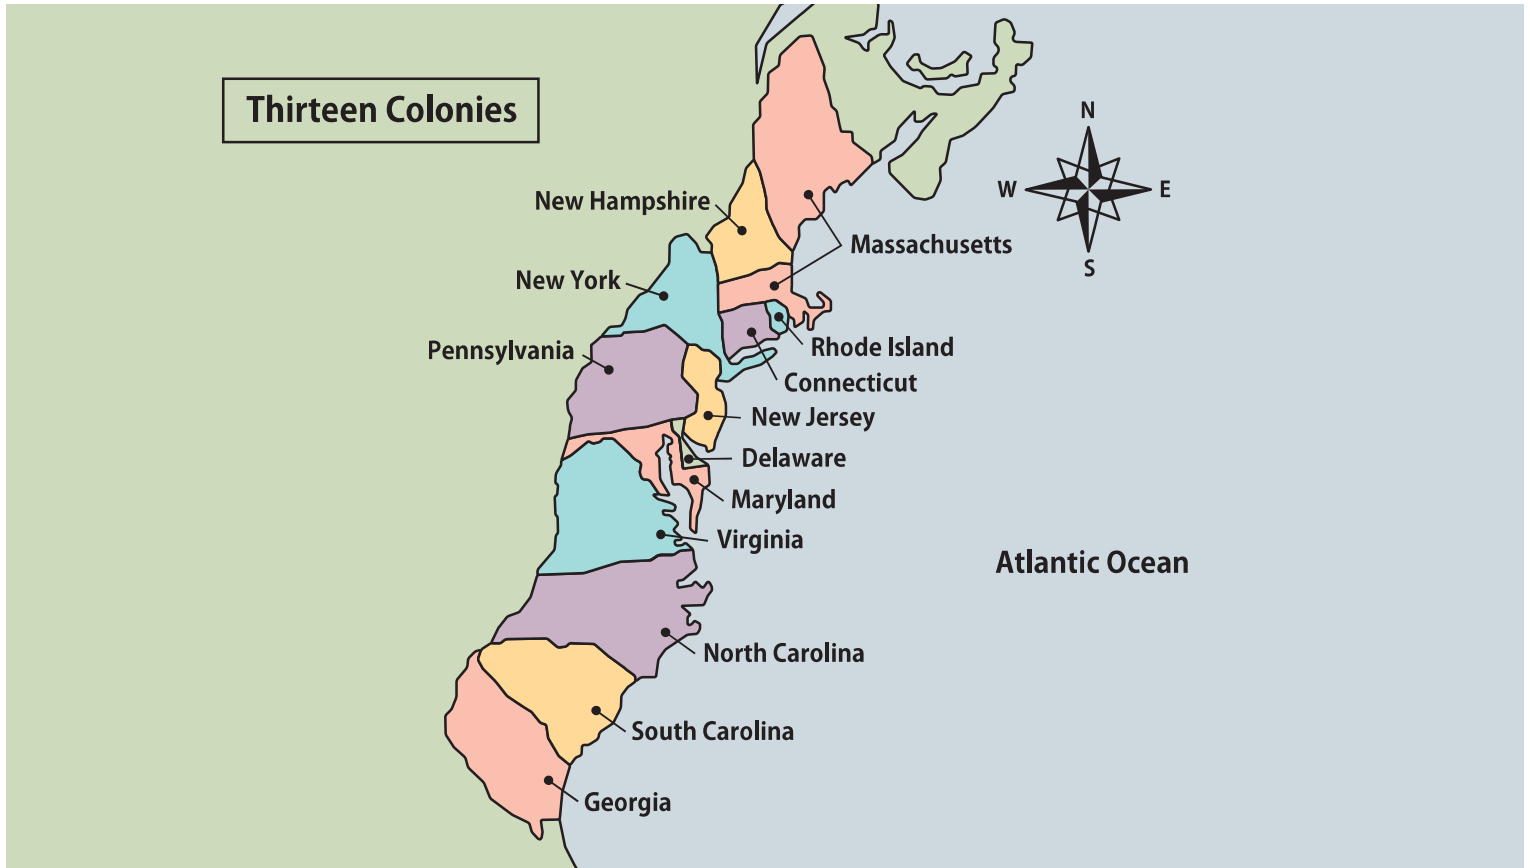 Thirteen Colonies
N
W
E
S
New Hampshire
Massachusetts
New York
Rhode Island
Pennsylvania
Connecticut
New Jersey
Delaware
Maryland
Virginia
Atlantic Ocean
North Carolina
South Carolina
Georgia